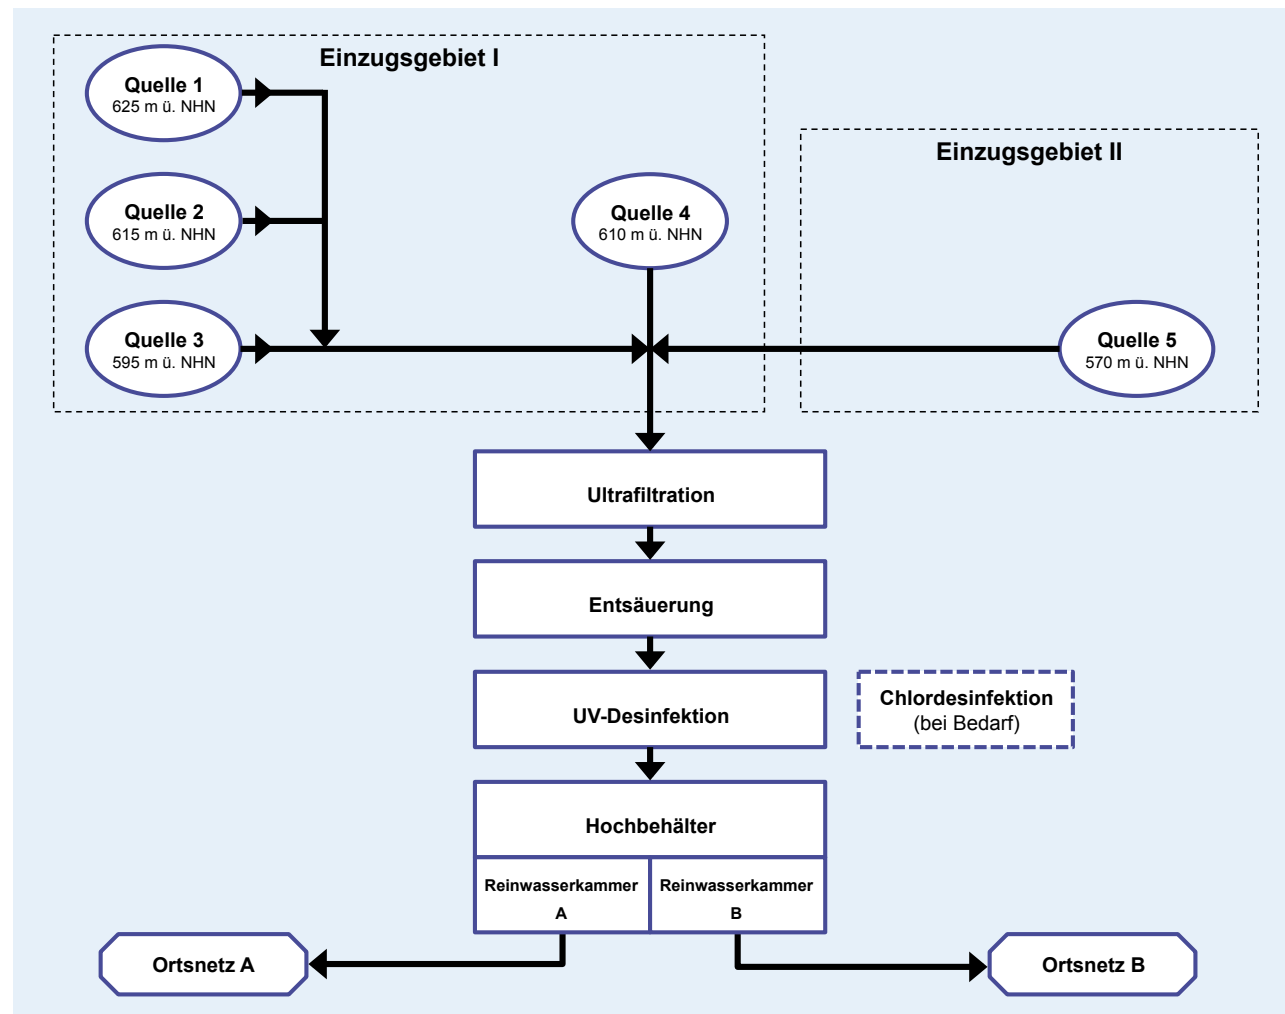 Einzugsgebiet I
Quelle 1
625 m ü. NHN
Einzugsgebiet II
Quelle 2
615 m ü. NHN
Quelle 4
610 m ü. NHN
Quelle 3
595 m ü. NHN
Quelle 5
570 m ü. NHN
Ultrafiltration
Entsäuerung
UV-Desinfektion
Chlordesinfektion
(bei Bedarf)
Hochbehälter
Reinwasserkammer
A
Reinwasserkammer
B
Ortsnetz A
Ortsnetz B